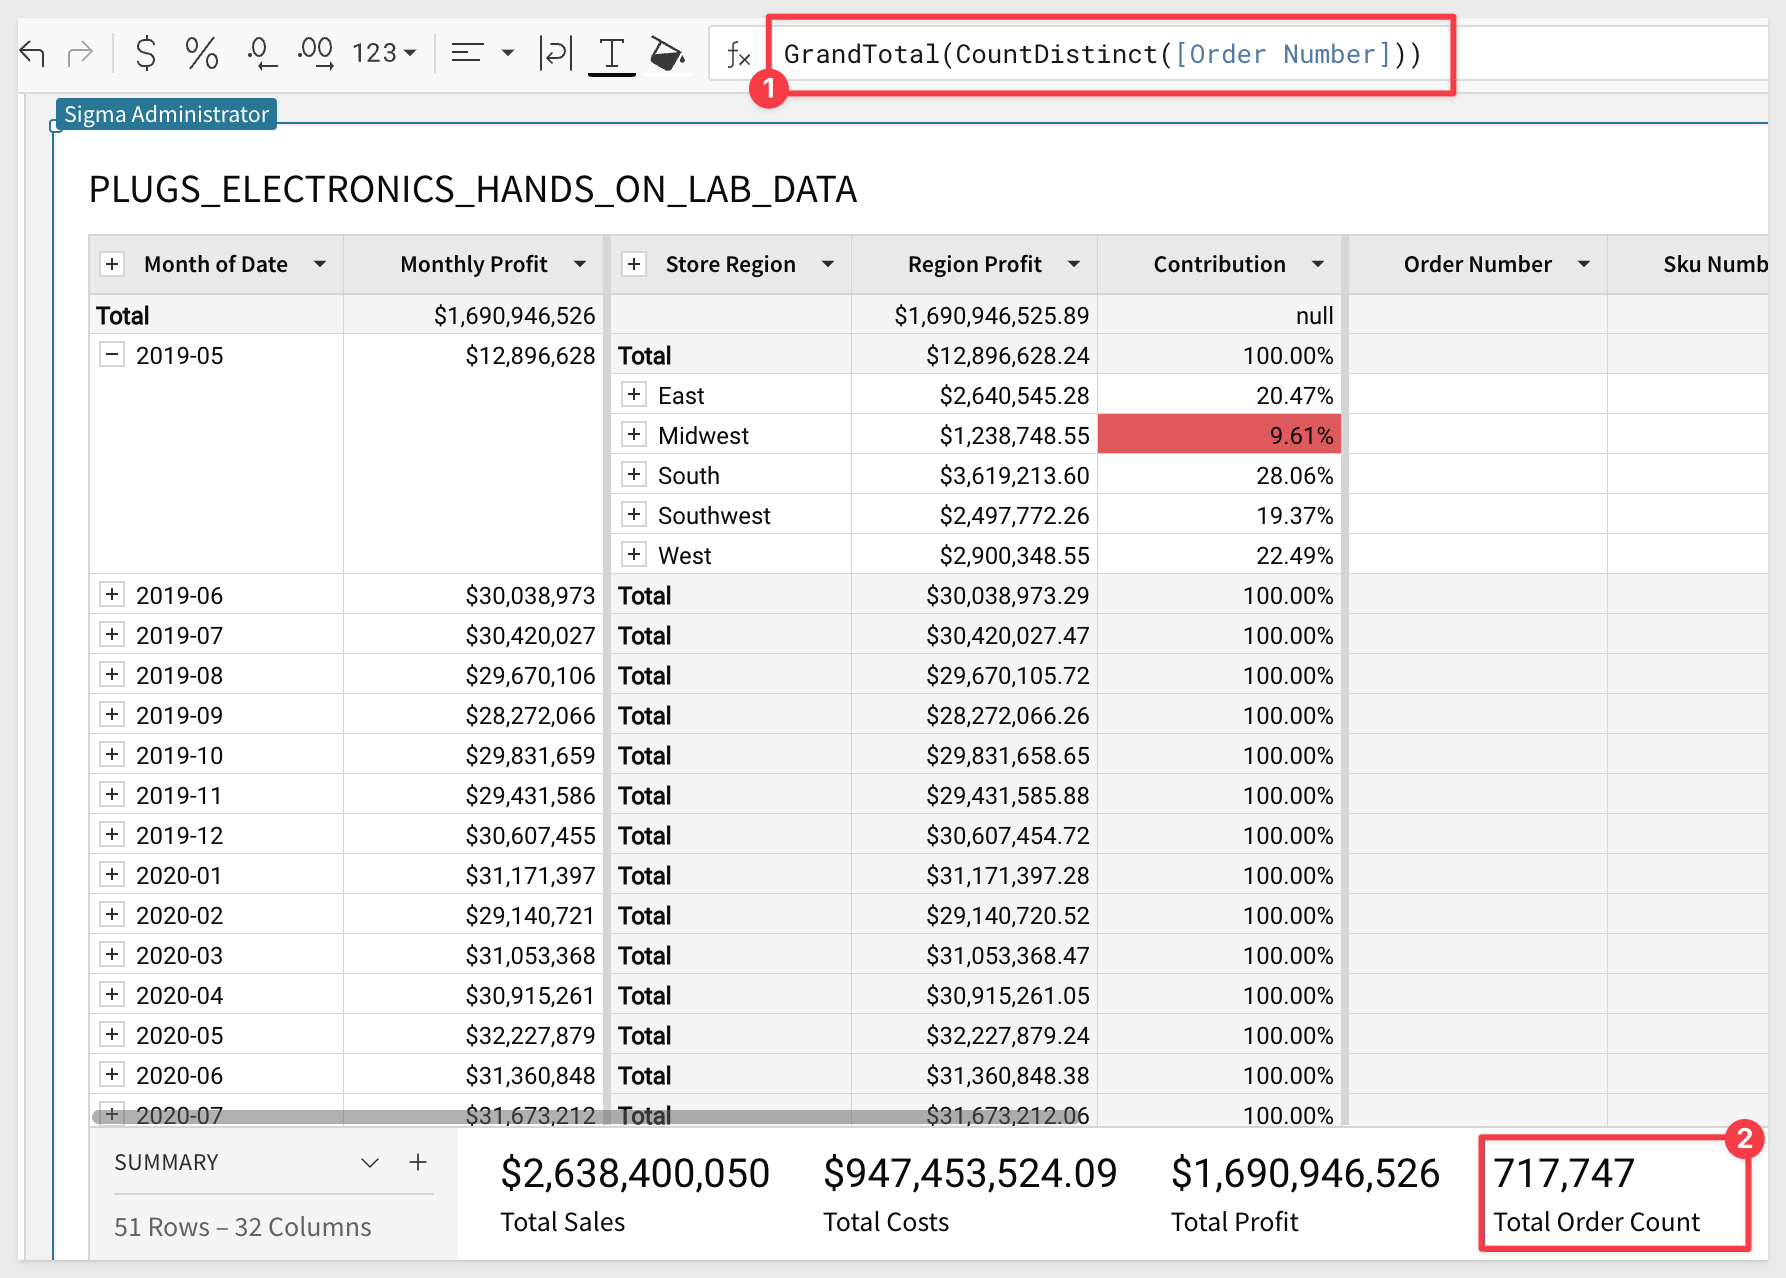 $ % .0 .00 123 fx GrandTotal(CountDistinct([Order Number]))
1
Sigma Administrator
PLUGS_ELECTRONICS_HANDS_ON_LAB_DATA
Month of Date Monthly Profit Store Region Region Profit Contribution Order Number Sku Numb
Total $1,690,946,526 $1,690,946,525.89 null
2019-05 $12,896,628 Total $12,896,628.24 100.00%
East $2,640,545.28 20.47%
Midwest $1,238,748.55 9.61%
South $3,619,213.60 28.06%
Southwest $2,497,772.26 19.37%
West $2,900,348.55 22.49%
2019-06 $30,038,973 Total $30,038,973.29 100.00%
2019-07 $30,420,027 Total $30,420,027.47 100.00%
2019-08 $29,670,106 Total $29,670,105.72 100.00%
2019-09 $28,272,066 Total $28,272,066.26 100.00%
2019-10 $29,831,659 Total $29,831,658.65 100.00%
2019-11 $29,431,586 Total $29,431,585.88 100.00%
2019-12 $30,607,455 Total $30,607,454.72 100.00%
2020-01 $31,171,397 Total $31,171,397.28 100.00%
2020-02 $29,140,721 Total $29,140,720.52 100.00%
2020-03 $31,053,368 Total $31,053,368.47 100.00%
2020-04 $30,915,261 Total $30,915,261.05 100.00%
2020-05 $32,227,879 Total $32,227,879.24 100.00%
2020-06 $31,360,848 Total $31,360,848.38 100.00%
2020-07 $31,673,212 Total $31,673,212.06 100.00%
2
SUMMARY $2,638,400,050 $947,453,524.09 $1,690,946,526 717,747
Total Sales Total Costs Total Profit Total Order Count
51 Rows – 32 Columns